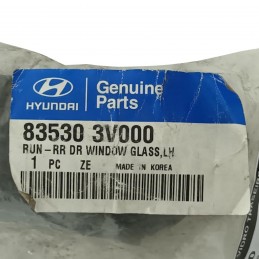 HYUNDAI
Genuine
Parts
83530 3V000
RUN-RR DR WINDOW GLASS,LH
1 PC ZE MADE IN KOREA